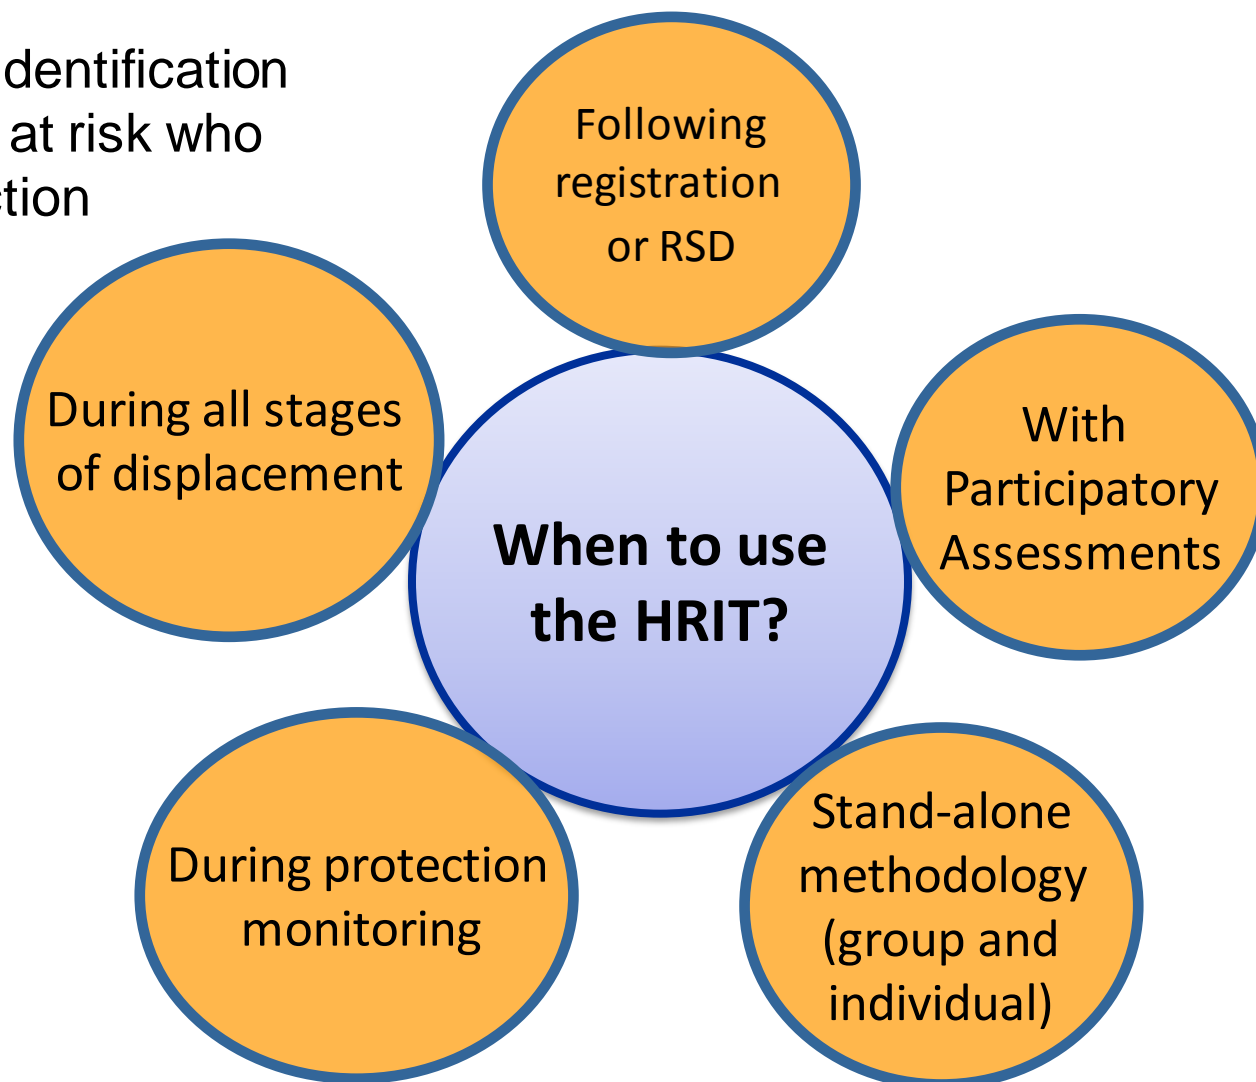 dentification
at risk who
ction
Following
registration
or RSD
During all stages
of displacement
With
Participatory
Assessments
When to use
the HRIT?
During protection
monitoring
Stand-alone
methodology
(group and
individual)